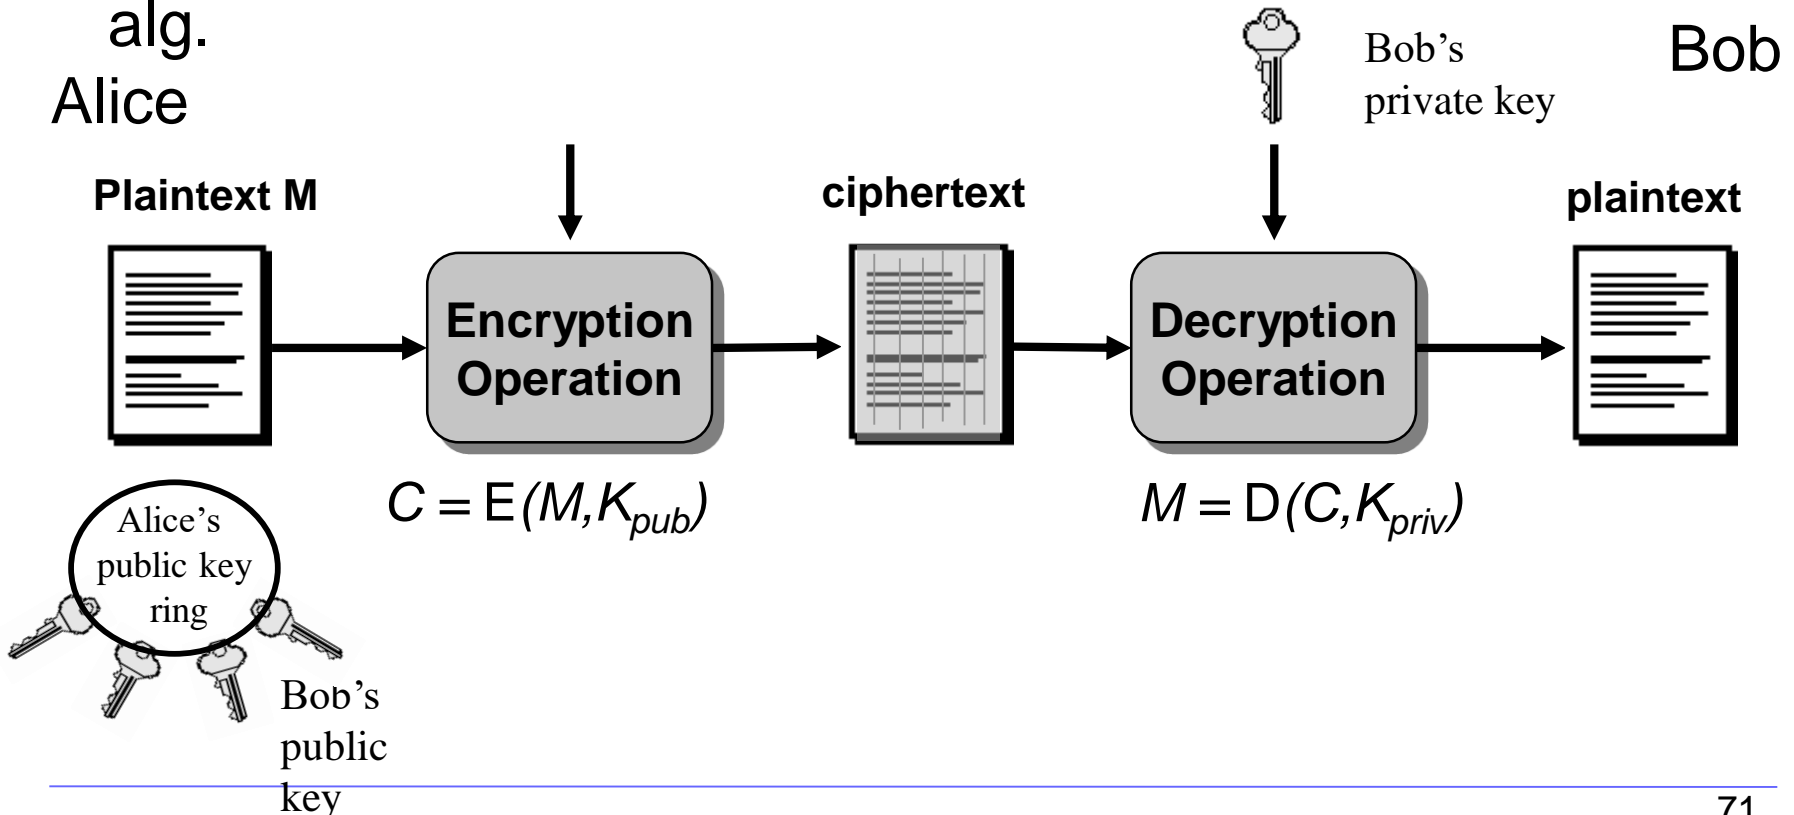 alg.
Alice
Bob
Bob’s
private key
Plaintext M
ciphertext
plaintext
Encryption
Operation
Decryption
Operation
C = E(M,Kpub)
M = D(C,Kpriv)
Alice’s
public key
ring
Bob’s
public
key
71